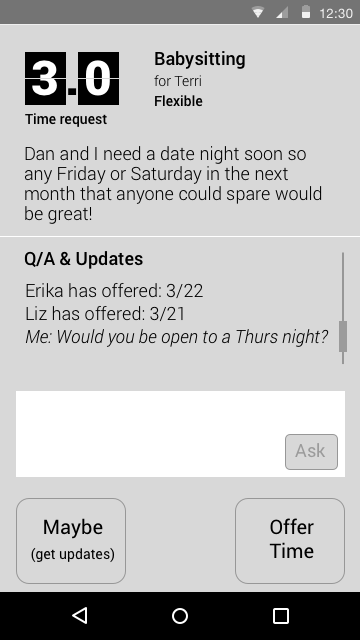 12:30
3.0
Time request
Babysitting
for Terri
Flexible
Dan and I need a date night soon so
any Friday or Saturday in the next
month that anyone could spare would
be great!
Q/A & Updates
Erika has offered: 3/22
Liz has offered: 3/21
Me: Would you be open to a Thurs night?
Ask
Maybe
(get updates)
Offer
Time